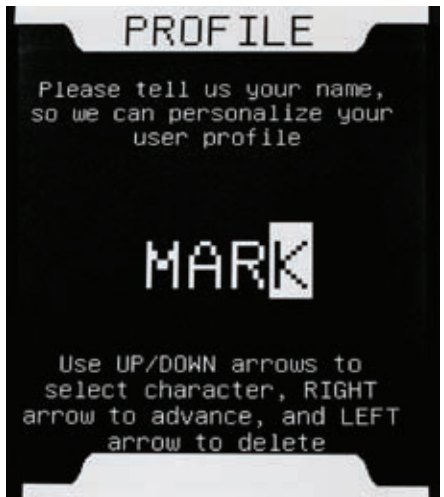 PROFILE
Please tell us your name,
so we can personalize your
user profile
MARK
Use UP/DOWN arrows to
select character, RIGHT
arrow to advance, and LEFT
arrow to delete